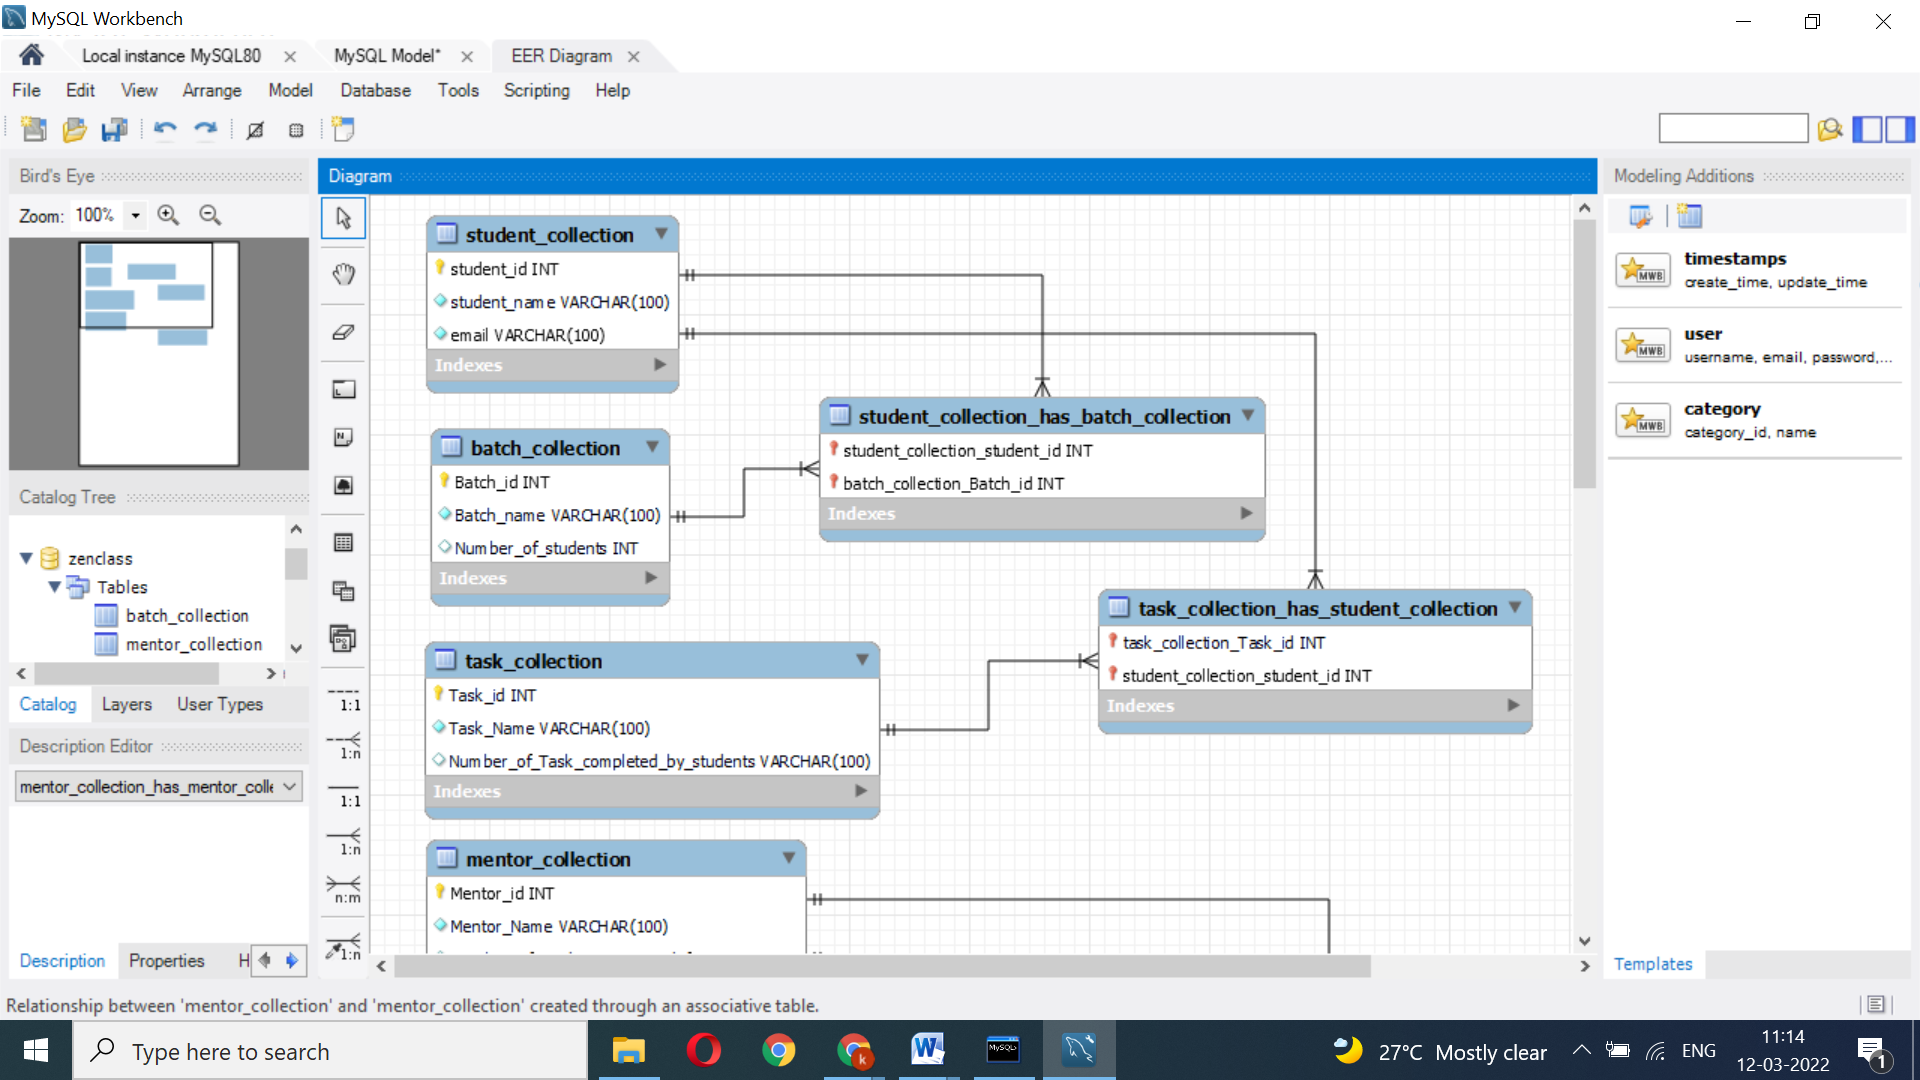 MySQL Workbench
Local instance MySQL80
MySQL Model*
EER Diagram
File Edit View Arrange Model Database Tools Scripting Help
Bird's Eye
Diagram
Modeling Additions
Zoom: 100%
timestamps
create_time, update_time
user
username, email, password,...
category
category_id, name
student_collection
student_id INT
student_name VARCHAR(100)
email VARCHAR(100)
Indexes
student_collection_has_batch_collection
student_collection_student_id INT
batch_collection_Batch_id INT
Indexes
batch_collection
Batch_id INT
Batch_name VARCHAR(100)
Number_of_students INT
Indexes
task_collection_has_student_collection
task_collection_Task_id INT
student_collection_student_id INT
Indexes
task_collection
Task_id INT
Task_Name VARCHAR(100)
Number_of_Task_completed_by_students VARCHAR(100)
Indexes
mentor_collection
Mentor_id INT
Mentor_Name VARCHAR(100)
Catalog Tree
zenclass
Tables
batch_collection
mentor_collection
Catalog Layers User Types
Description Editor
mentor_collection_has_mentor_colle
1:1
1:n
1:1
1:n
n:m
1:n
Description Properties H
Templates
Relationship between 'mentor_collection' and 'mentor_collection' created through an associative table.
Type here to search
27°C Mostly clear
ENG
11:14
12-03-2022
1
MWB
MWB
MWB
MySQL
k
W